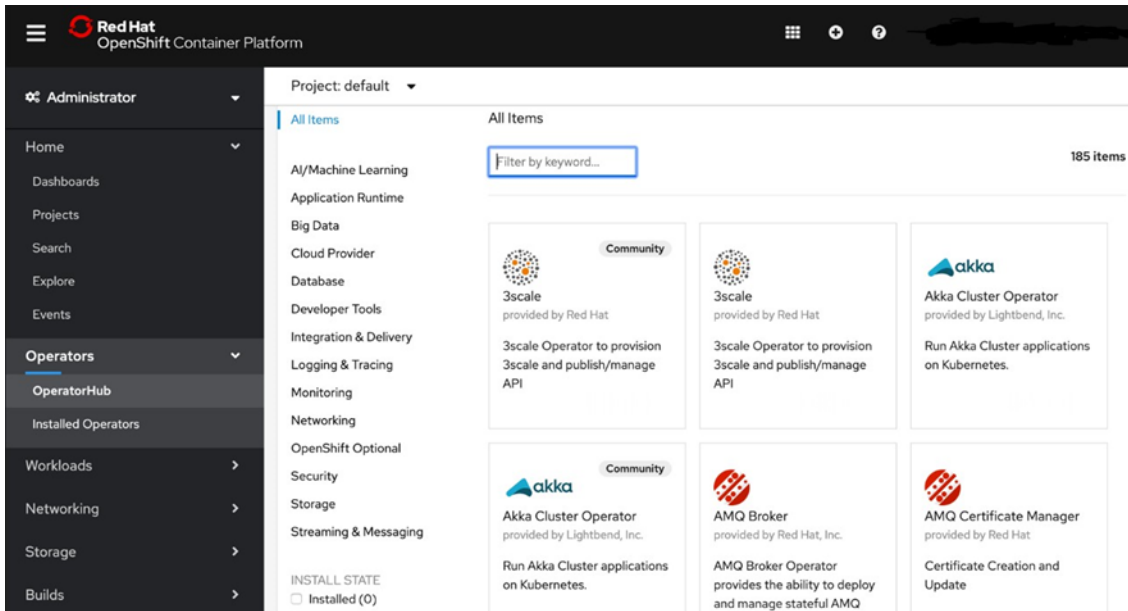 Red Hat
OpenShift Container Platform
Administrator
Home
Dashboards
Projects
Search
Explore
Events
Operators
OperatorHub
Installed Operators
Workloads
Networking
Storage
Builds
Project: default
All Items
AI/Machine Learning
Application Runtime
Big Data
Cloud Provider
Database
Developer Tools
Integration & Delivery
Logging & Tracing
Monitoring
Networking
OpenShift Optional
Security
Storage
Streaming & Messaging
INSTALL STATE
Installed (0)
All Items
Filter by keyword...
185 items
Community
3scale
provided by Red Hat
3scale Operator to provision
3scale and publish/manage
API
3scale
provided by Red Hat
3scale Operator to provision
3scale and publish/manage
API
akka
Akka Cluster Operator
provided by Lightbend, Inc.
Run Akka Cluster applications
on Kubernetes.
Community
akka
Akka Cluster Operator
provided by Lightbend, Inc.
Run Akka Cluster applications
on Kubernetes.
AMQ Broker
provided by Red Hat, Inc.
AMQ Broker Operator
provides the ability to deploy
and manage stateful AMQ
AMQ Certificate Manager
provided by Red Hat
Certificate Creation and
Update